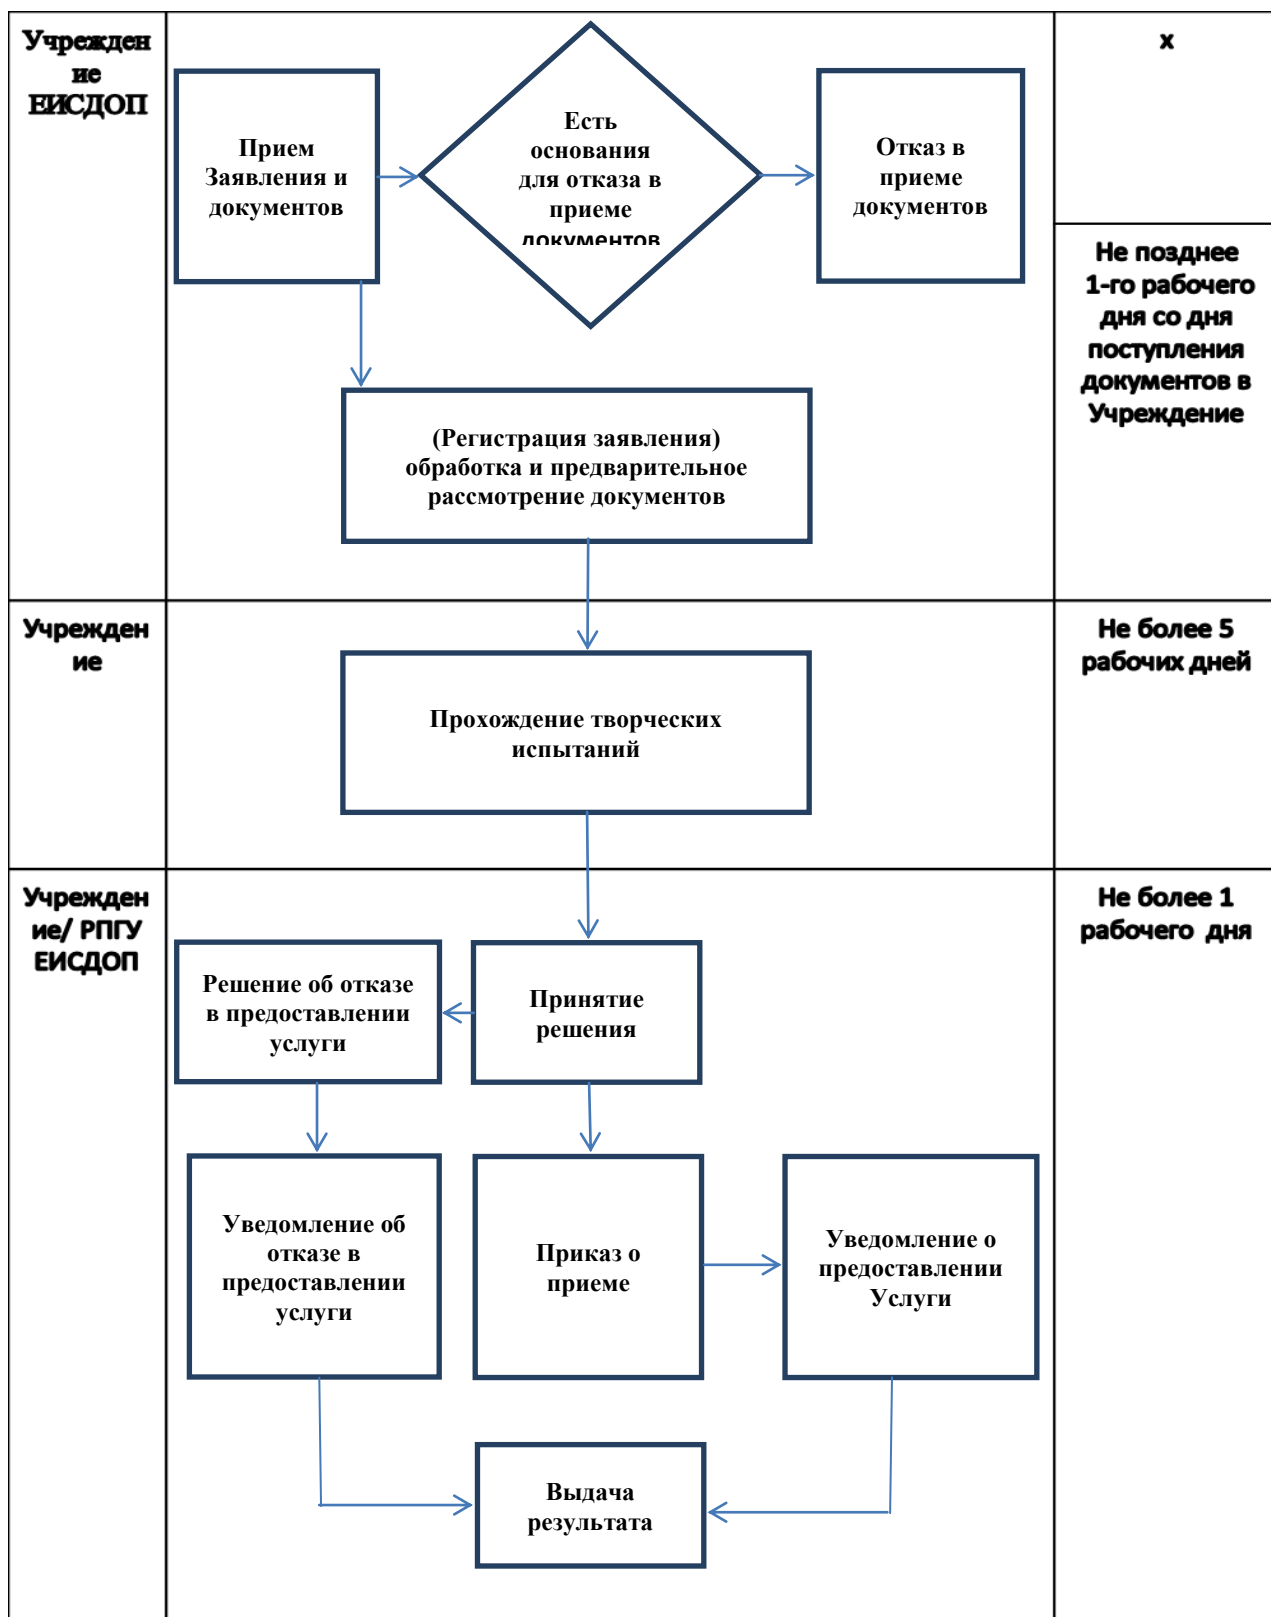 Учрежден
ие
ЕИСДОП
Прием
Заявления и
документов
Есть
основания
для отказа в
приеме
документов
Отказ в
приеме
документов
х
Не позднее
1-го рабочего
дня со дня
поступления
документов в
Учреждение
(Регистрация заявления)
обработка и предварительное
рассмотрение документов
Учрежден
ие
Прохождение творческих
испытаний
Не более 5
рабочих дней
Учрежден
ие/ РПГУ
ЕИСДОП
Решение об отказе
в предоставлении
услуги
Принятие
решения
Не более 1
рабочего дня
Уведомление об
отказе в
предоставлении
услуги
Приказ о
приеме
Уведомление о
предоставлении
Услуги
Выдача
результата